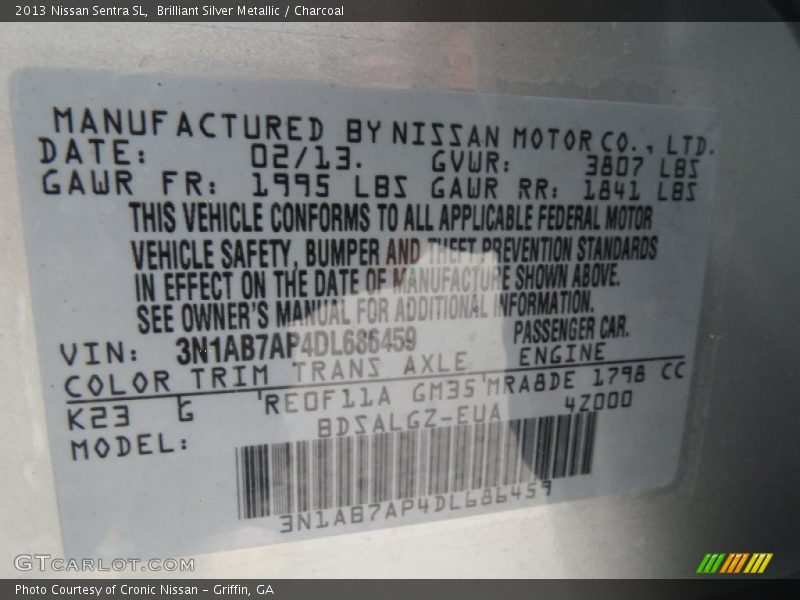 2013 Nissan Sentra SL, Brilliant Silver Metallic / Charcoal
MANUFACTURED BY NISSAN MOTOR CO., LTD.
DATE: 02/13. GVWR: 3807 LBS
GAWR FR: 1995 LBS GAWR RR: 1841 LBS
THIS VEHICLE CONFORMS TO ALL APPLICABLE FEDERAL MOTOR
VEHICLE SAFETY, BUMPER AND THEFT PREVENTION STANDARDS
IN EFFECT ON THE DATE OF MANUFACTURE SHOWN ABOVE.
SEE OWNER'S MANUAL FOR ADDITIONAL INFORMATION.
VIN: 3N1AB7AP4DL686459 PASSENGER CAR.
COLOR TRIM TRANS AXLE ENGINE
K23 G 'RE0F11A GM35'MRA8DE 1798 CC
MODEL: BDSALGZ-EUA 4Z000
3N1AB7AP4DL686459
GTCARLOT.COM
Photo Courtesy of Cronic Nissan - Griffin, GA